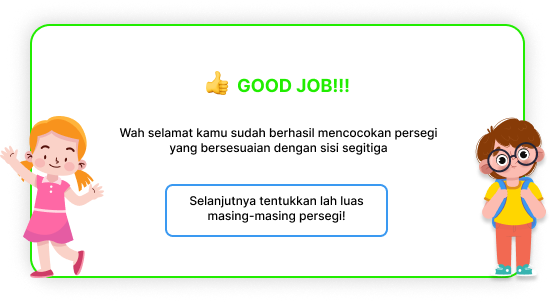 GOOD JOB!!!
Wah selamat kamu sudah berhasil mencocokan persegi
yang bersesuaian dengan sisi segitiga
Selanjutnya tentukkan lah luas
masing-masing persegi!